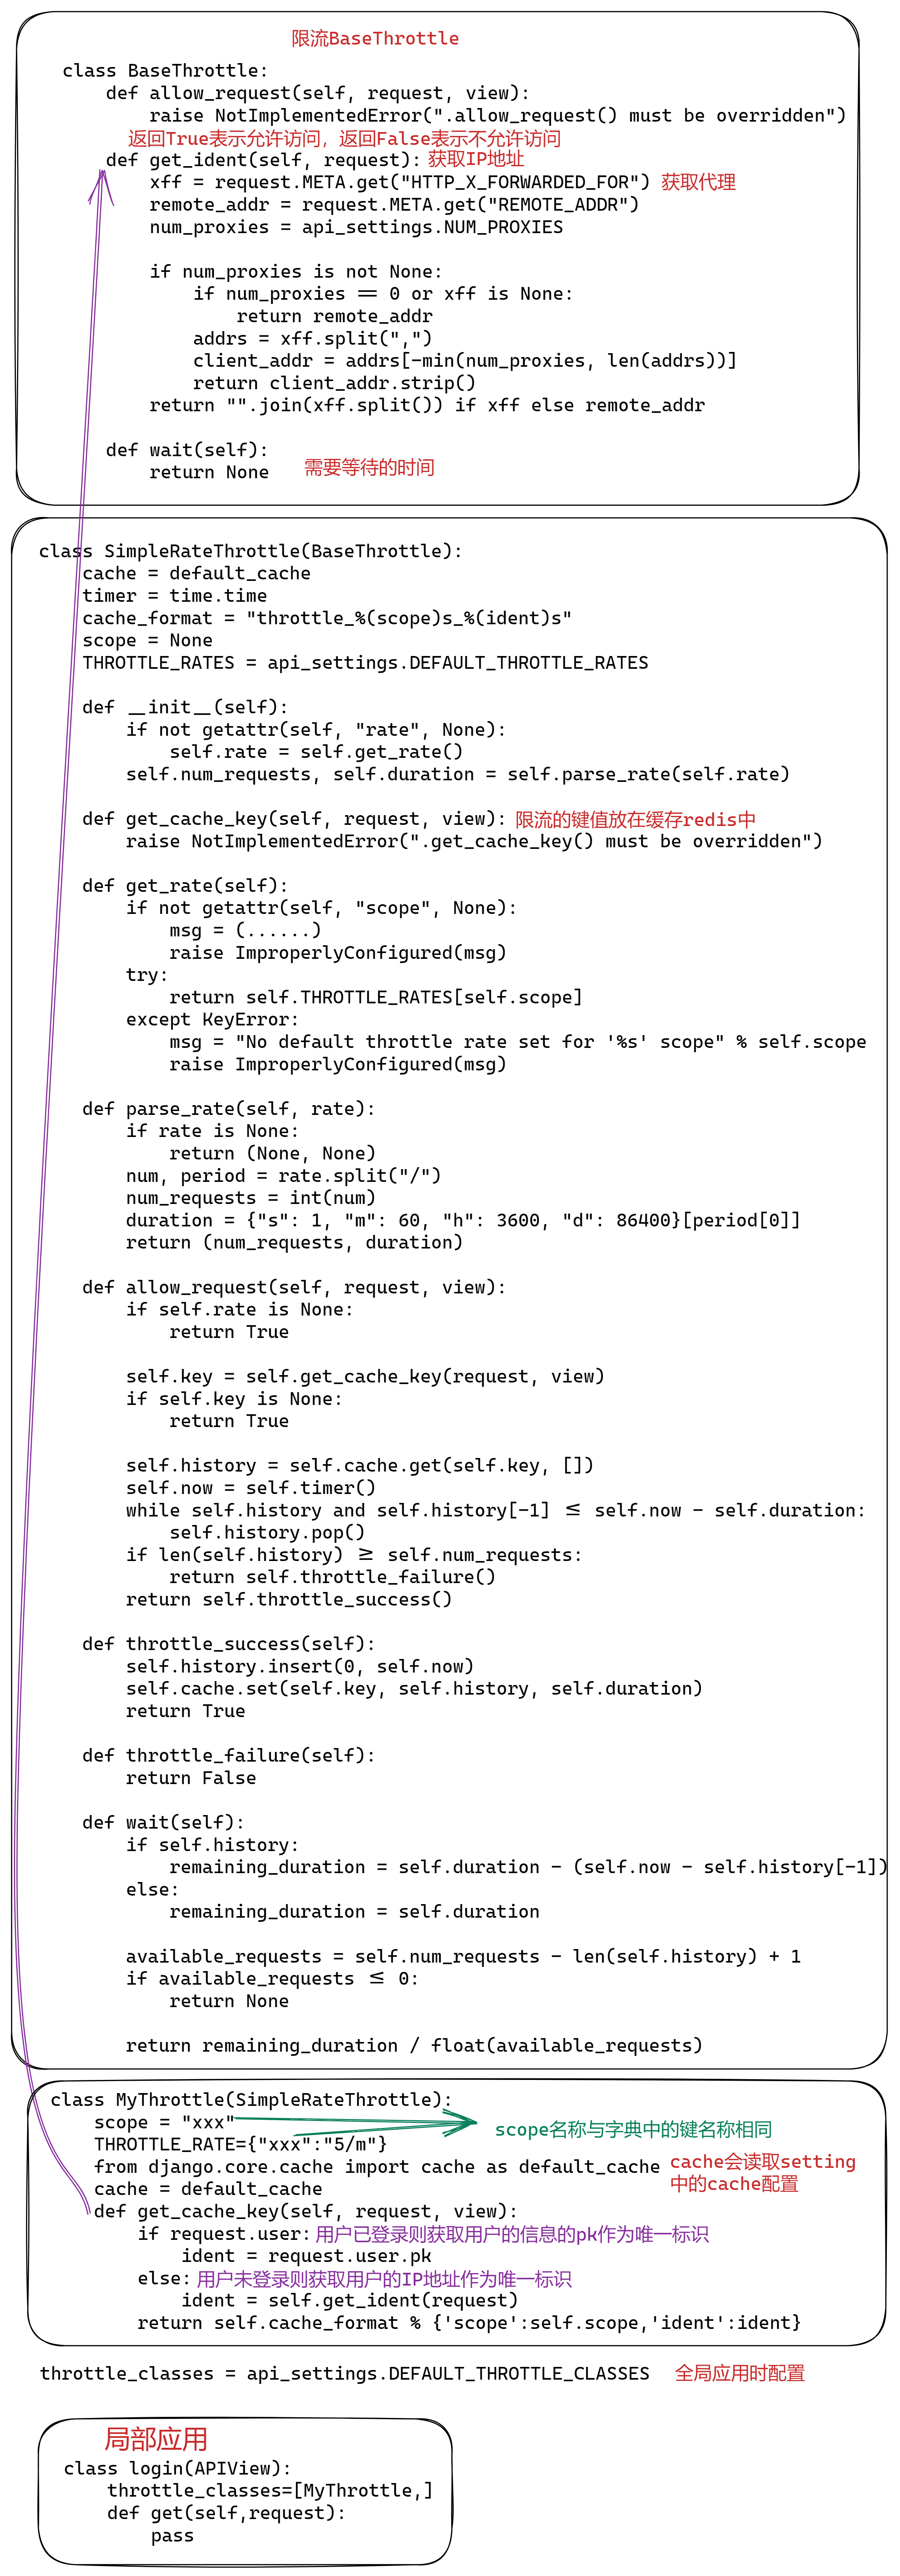 限流BaseThrottle
class BaseThrottle:
    def allow_request(self, request, view):
        raise NotImplementedError(".allow_request() must be overridden")
返回True表示允许访问，返回False表示不允许访问
    def get_ident(self, request): 获取IP地址
        xff = request.META.get("HTTP_X_FORWARDED_FOR") 获取代理
        remote_addr = request.META.get("REMOTE_ADDR")
        num_proxies = api_settings.NUM_PROXIES
        if num_proxies is not None:
            if num_proxies == 0 or xff is None:
                return remote_addr
            addrs = xff.split(",")
            client_addr = addrs[-min(num_proxies, len(addrs))]
            return client_addr.strip()
        return "".join(xff.split()) if xff else remote_addr
    def wait(self):
        return None 需要等待的时间
class SimpleRateThrottle(BaseThrottle):
    cache = default_cache
    timer = time.time
    cache_format = "throttle_%(scope)s_%(ident)s"
    scope = None
    THROTTLE_RATES = api_settings.DEFAULT_THROTTLE_RATES
    def __init__(self):
        if not getattr(self, "rate", None):
            self.rate = self.get_rate()
        self.num_requests, self.duration = self.parse_rate(self.rate)
    def get_cache_key(self, request, view): 限流的键值放在缓存redis中
        raise NotImplementedError(".get_cache_key() must be overridden")
    def get_rate(self):
        if not getattr(self, "scope", None):
            msg = (......)
            raise ImproperlyConfigured(msg)
        try:
            return self.THROTTLE_RATES[self.scope]
        except KeyError:
            msg = "No default throttle rate set for '%s' scope" % self.scope
            raise ImproperlyConfigured(msg)
    def parse_rate(self, rate):
        if rate is None:
            return (None, None)
        num, period = rate.split("/")
        num_requests = int(num)
        duration = {"s": 1, "m": 60, "h": 3600, "d": 86400}[period[0]]
        return (num_requests, duration)
    def allow_request(self, request, view):
        if self.rate is None:
            return True
        self.key = self.get_cache_key(request, view)
        if self.key is None:
            return True
        self.history = self.cache.get(self.key, [])
        self.now = self.timer()
        while self.history and self.history[-1] ≤ self.now - self.duration:
            self.history.pop()
        if len(self.history) ≥ self.num_requests:
            return self.throttle_failure()
        return self.throttle_success()
    def throttle_success(self):
        self.history.insert(0, self.now)
        self.cache.set(self.key, self.history, self.duration)
        return True
    def throttle_failure(self):
        return False
    def wait(self):
        if self.history:
            remaining_duration = self.duration - (self.now - self.history[-1])
        else:
            remaining_duration = self.duration
        available_requests = self.num_requests - len(self.history) + 1
        if available_requests ≤ 0:
            return None
        return remaining_duration / float(available_requests)
class MyThrottle(SimpleRateThrottle):
    scope = "xxx"
scope名称与字典中的键名称相同
    THROTTLE_RATE={"xxx":"5/m"}
    from django.core.cache import cache as default_cache
cache会读取setting
中的cache配置
    cache = default_cache
    def get_cache_key(self, request, view):
        if request.user: 用户已登录则获取用户的信息的pk作为唯一标识
            ident = request.user.pk
        else: 用户未登录则获取用户的IP地址作为唯一标识
            ident = self.get_ident(request)
        return self.cache_format % {'scope':self.scope,'ident':ident}
throttle_classes = api_settings.DEFAULT_THROTTLE_CLASSES 全局应用时配置
局部应用
class login(APIView):
    throttle_classes=[MyThrottle,]
    def get(self,request):
        pass